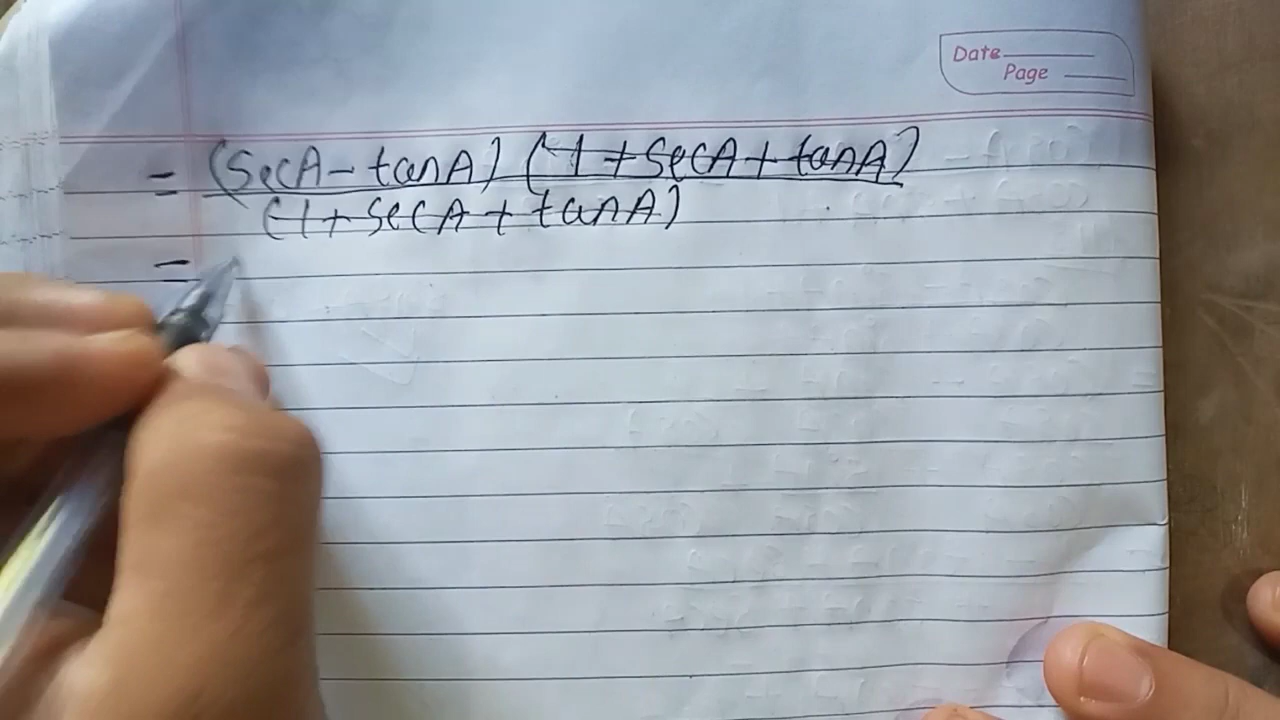 Date
Page
= (secA - tanA) (1 + secA + tanA)
(1 + secA + tanA)
=